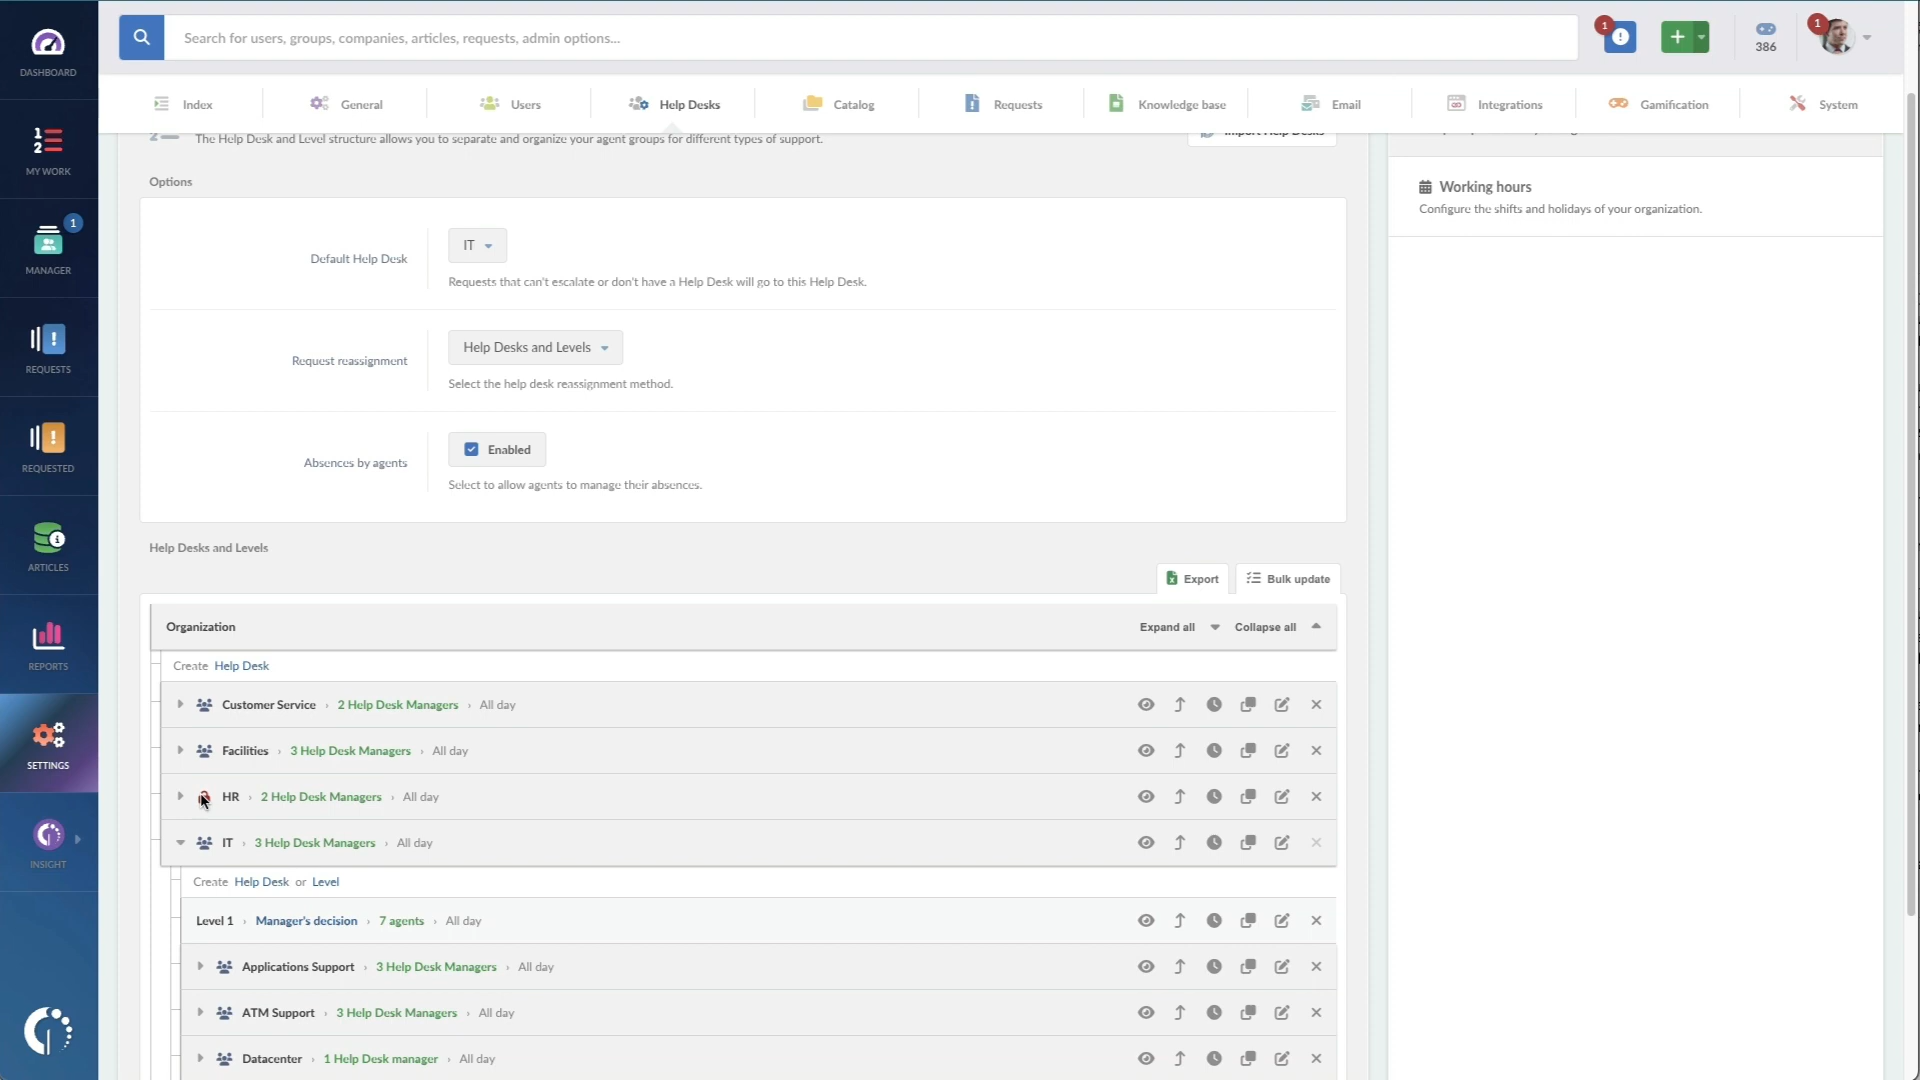 Search for users, groups, companies, articles, requests, admin options...
1
386
1
DASHBOARD
MY WORK
1
MANAGER
REQUESTS
REQUESTED
ARTICLES
REPORTS
SETTINGS
INSIGHT
Index
General
Users
Help Desks
Catalog
Requests
Knowledge base
Email
Integrations
Gamification
System
The Help Desk and Level structure allows you to separate and organize your agent groups for different types of support.
Import Help Desks
Options
Default Help Desk
IT
Requests that can't escalate or don't have a Help Desk will go to this Help Desk.
Request reassignment
Help Desks and Levels
Select the help desk reassignment method.
Absences by agents
Enabled
Select to allow agents to manage their absences.
Working hours
Configure the shifts and holidays of your organization.
Help Desks and Levels
Export
Bulk update
Organization
Expand all
Collapse all
Create Help Desk
Customer Service › 2 Help Desk Managers › All day
Facilities › 3 Help Desk Managers › All day
HR › 2 Help Desk Managers › All day
IT › 3 Help Desk Managers › All day
Create Help Desk or Level
Level 1 › Manager's decision › 7 agents › All day
Applications Support › 3 Help Desk Managers › All day
ATM Support › 3 Help Desk Managers › All day
Datacenter › 1 Help Desk manager › All day